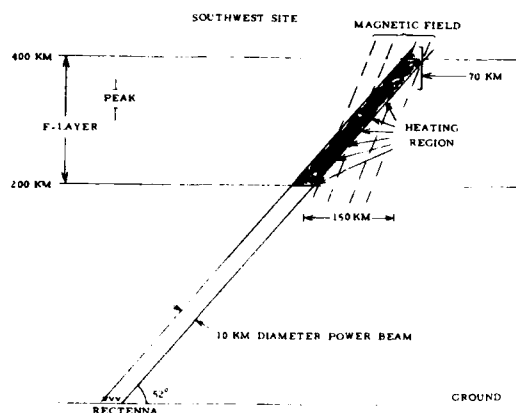 SOUTHWEST SITE
MAGNETIC FIELD
400 KM
70 KM
PEAK
F-LAYER
HEATING
REGION
200 KM
150 KM
10 KM DIAMETER POWER BEAM
52°
GROUND
RECTENNA